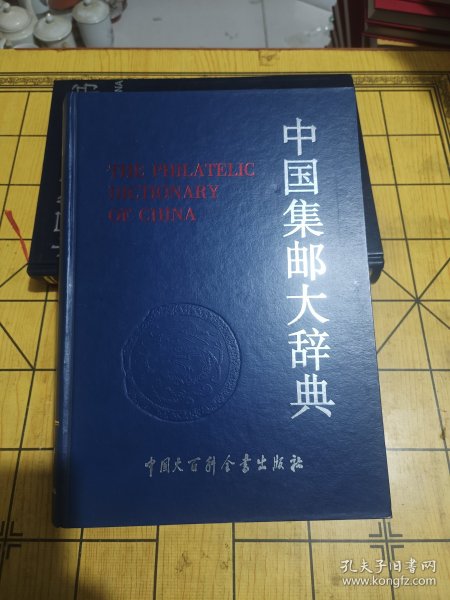 中国集邮大辞典
THE PHILATELIC
DICTIONARY
OF CHINA
中国大百科全书出版社
孔夫子旧书网
www.kongfz.com